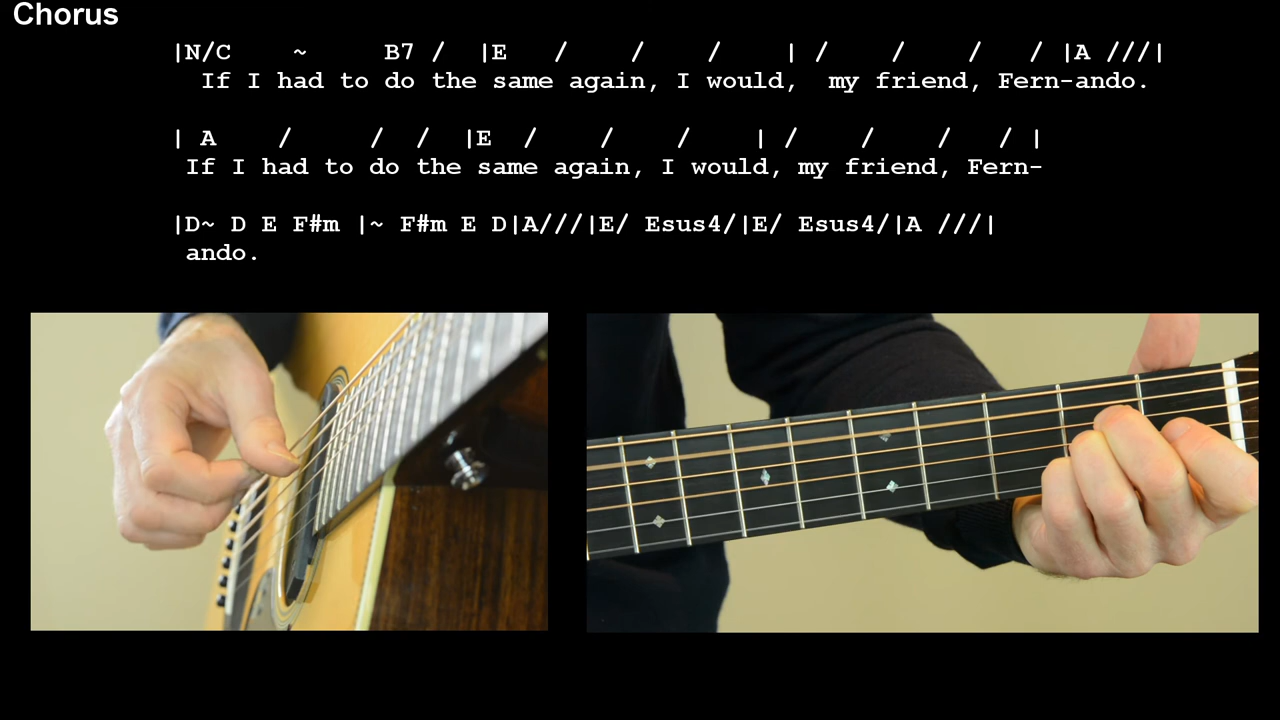 Chorus
|N/C ~ B7 / |E / / / | / / / / |A ///|
If I had to do the same again, I would, my friend, Fern-ando.
| A / / / |E / / / | / / / / |
If I had to do the same again, I would, my friend, Fern-
|D~ D E F#m |~ F#m E D|A///|E/ Esus4/|E/ Esus4/|A ///|
ando.